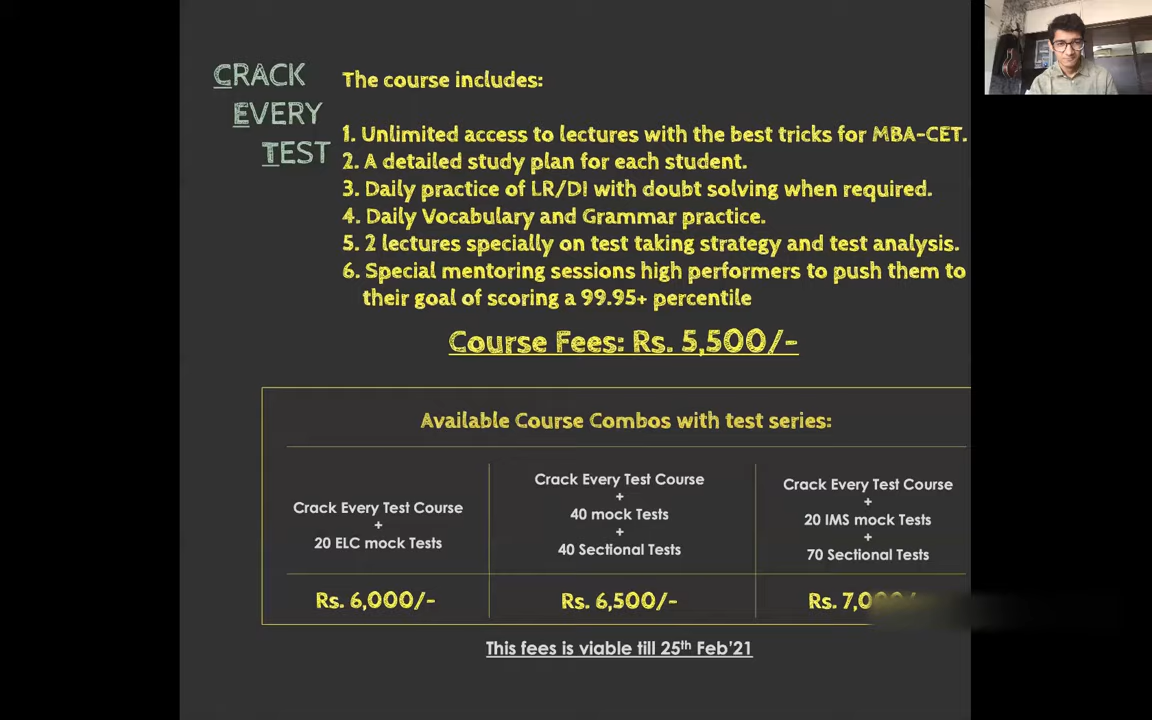 CRACK
EVERY
TEST
The course includes:
1. Unlimited access to lectures with the best tricks for MBA-CET.
2. A detailed study plan for each student.
3. Daily practice of LR/DI with doubt solving when required.
4. Daily Vocabulary and Grammar practice.
5. 2 lectures specially on test taking strategy and test analysis.
6. Special mentoring sessions high performers to push them to
their goal of scoring a 99.95+ percentile
Course Fees: Rs. 5,500/-
Available Course Combos with test series:
Crack Every Test Course
+
20 ELC mock Tests
Rs. 6,000/-
Crack Every Test Course
+
40 mock Tests
+
40 Sectional Tests
Rs. 6,500/-
Crack Every Test Course
+
20 IMS mock Tests
+
70 Sectional Tests
Rs.
This fees is viable till 25th Feb'21